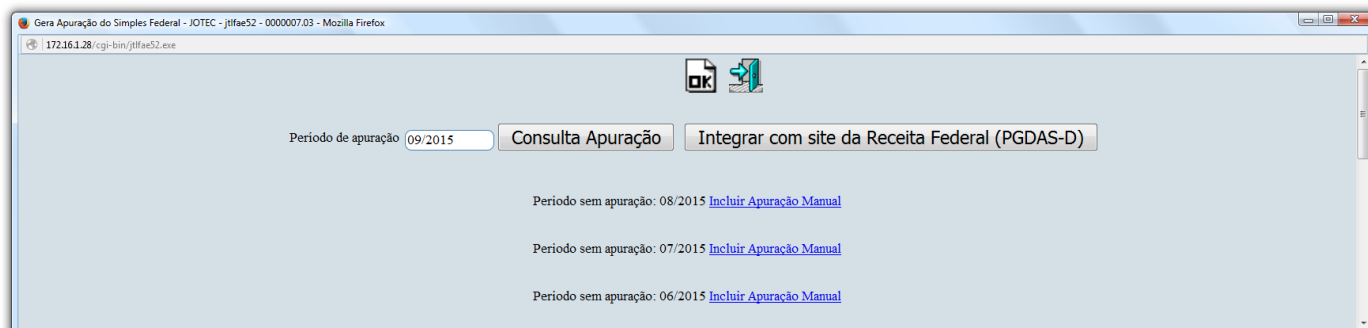 Gera Apuração do Simples Federal - JOTEC - jtlfae52 - 0000007.03 - Mozilla Firefox
172.16.1.28/cgi-bin/jtlfae52.exe
OK
Período de apuração 09/2015 Consulta Apuração Integrar com site da Receita Federal (PGDAS-D)
Periodo sem apuração: 08/2015 Incluir Apuração Manual
Periodo sem apuração: 07/2015 Incluir Apuração Manual
Periodo sem apuração: 06/2015 Incluir Apuração Manual